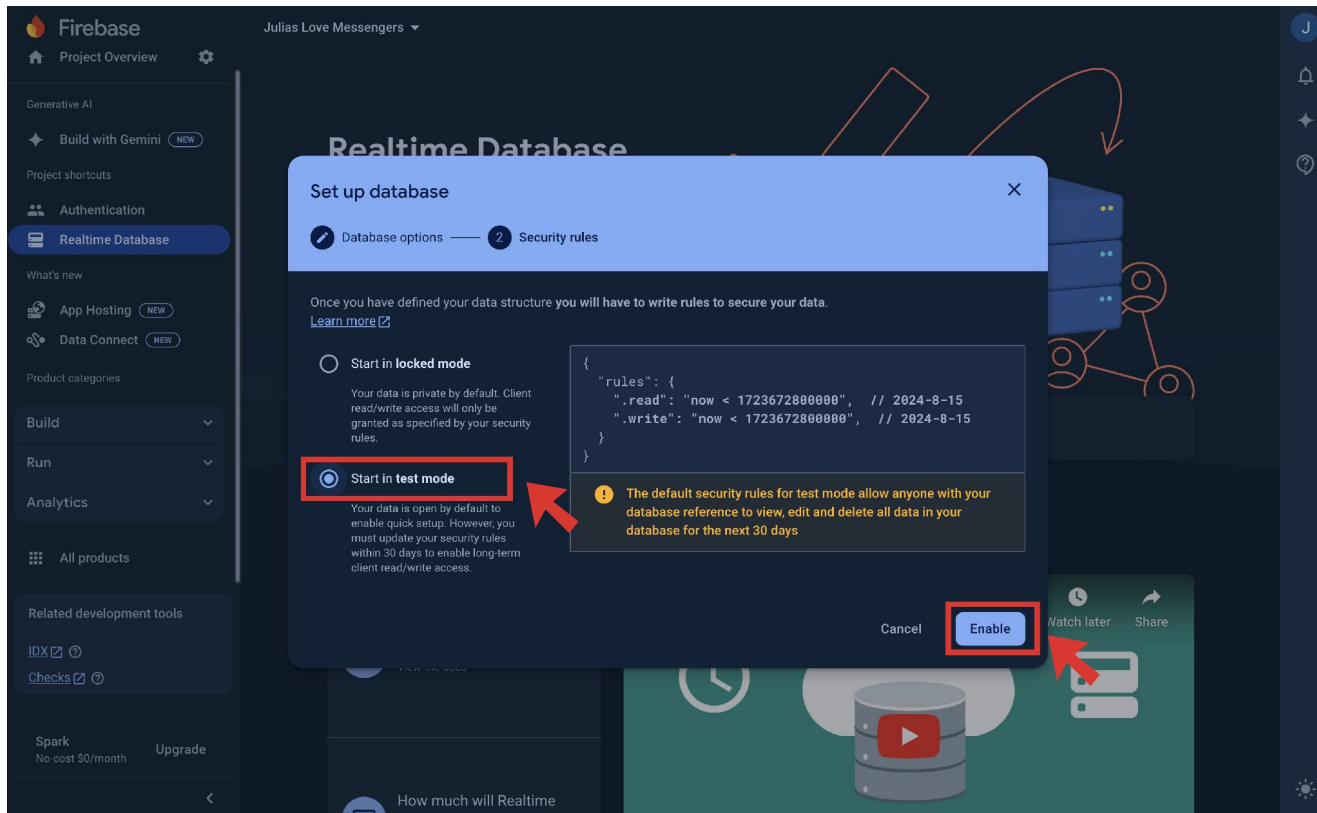 Firebase
Julias Love Messengers
J
Project Overview
Generative AI
Build with Gemini NEW
Project shortcuts
Authentication
Realtime Database
What's new
App Hosting NEW
Data Connect NEW
Product categories
Build
Run
Analytics
All products
Related development tools
IDX
Checks
Spark
No-cost $0/month
Upgrade
Realtime Database
Set up database
Database options
2 Security rules
Once you have defined your data structure you will have to write rules to secure your data.
Learn more
Start in locked mode
Your data is private by default. Client
read/write access will only be
granted as specified by your security
rules.
Start in test mode
Your data is open by default to
enable quick setup. However, you
must update your security rules
within 30 days to enable long-term
client read/write access.
{
"rules": {
".read": "now < 1723672800000", // 2024-8-15
".write": "now < 1723672800000", // 2024-8-15
}
}
The default security rules for test mode allow anyone with your
database reference to view, edit and delete all data in your
database for the next 30 days
Cancel
Enable
Watch later
Share
View the docs
How much will Realtime